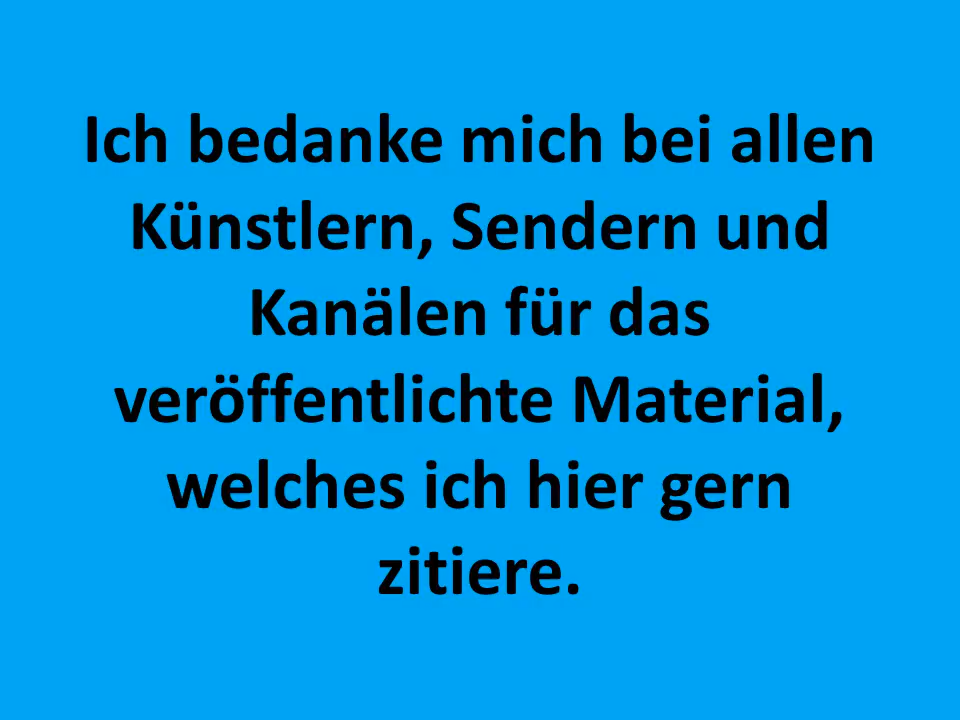 Ich bedanke mich bei allen
Künstlern, Sendern und
Kanälen für das
veröffentlichte Material,
welches ich hier gern
zitiere.